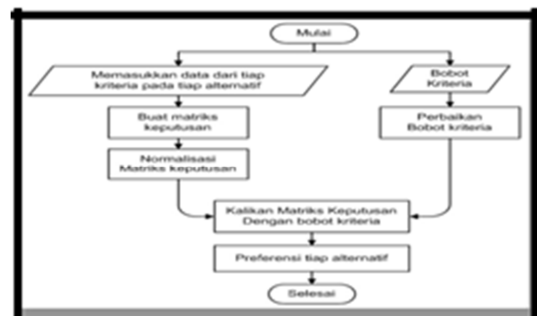 Mulai
Memasukkan data dari tiap
kriteria pada tiap alternatif
Bobot
Kriteria
Buat matriks
keputusan
Perbaikan
Bobot kriteria
Normalisasi
Matriks keputusan
Kalikan Matriks Keputusan
Dengan bobot kriteria
Preferensi tiap alternatif
Selesai